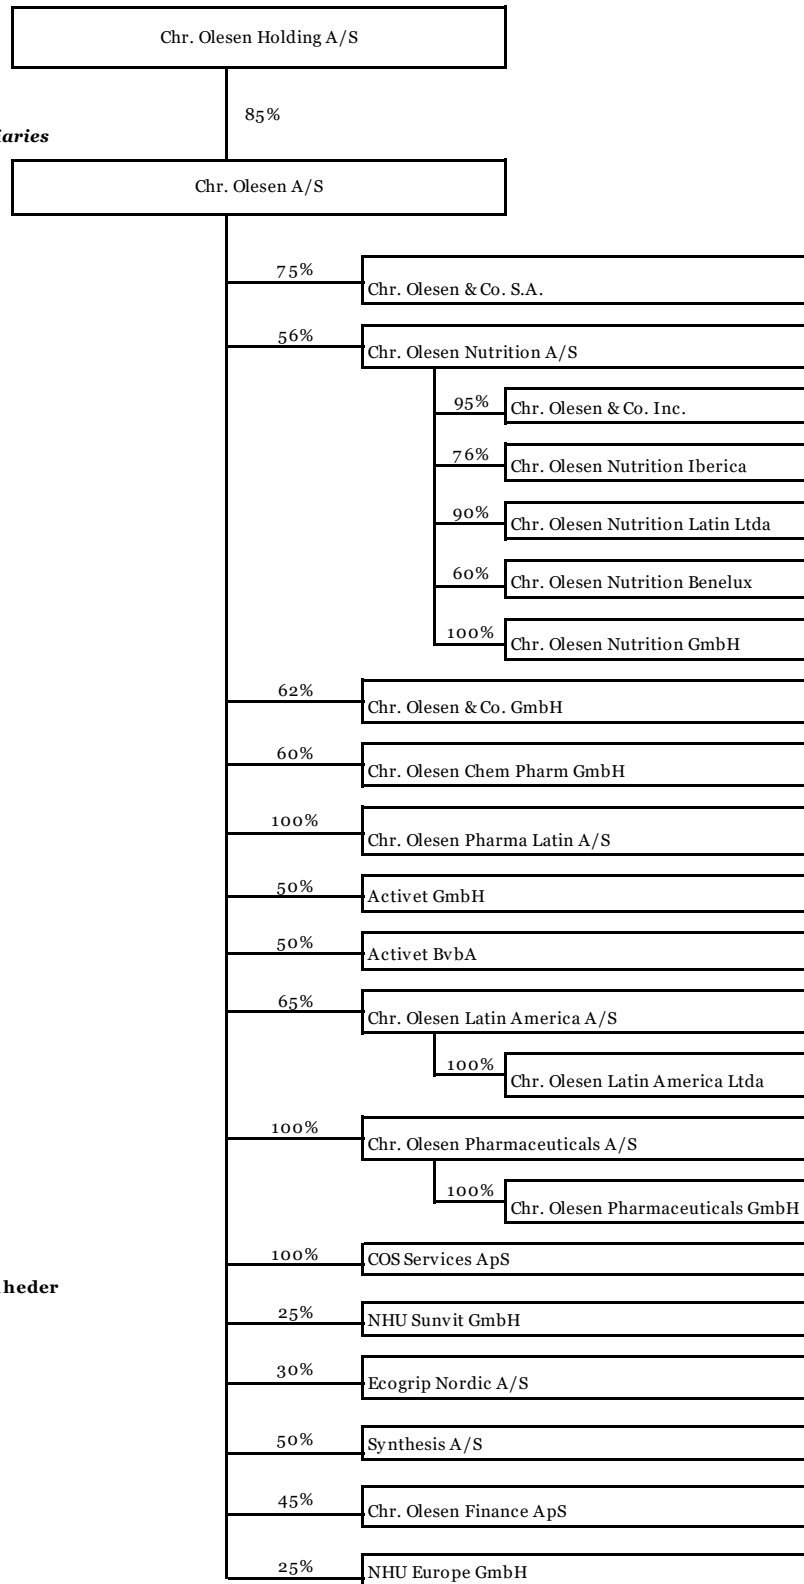 Chr. Olesen Holding A/S
85%
Chr. Olesen A/S
75%
Chr. Olesen & Co. S.A.
56%
Chr. Olesen Nutrition A/S
95%
Chr. Olesen & Co. Inc.
76%
Chr. Olesen Nutrition Iberica
90%
Chr. Olesen Nutrition Latin Ltda
60%
Chr. Olesen Nutrition Benelux
100%
Chr. Olesen Nutrition GmbH
62%
Chr. Olesen & Co. GmbH
60%
Chr. Olesen Chem Pharm GmbH
100%
Chr. Olesen Pharma Latin A/S
50%
Activet GmbH
50%
Activet BvbA
65%
Chr. Olesen Latin America A/S
100%
Chr. Olesen Latin America Ltda
100%
Chr. Olesen Pharmaceuticals A/S
100%
Chr. Olesen Pharmaceuticals GmbH
100%
COS Services ApS
25%
NHU Sunvit GmbH
30%
Ecogrip Nordic A/S
50%
Synthesis A/S
45%
Chr. Olesen Finance ApS
25%
NHU Europe GmbH